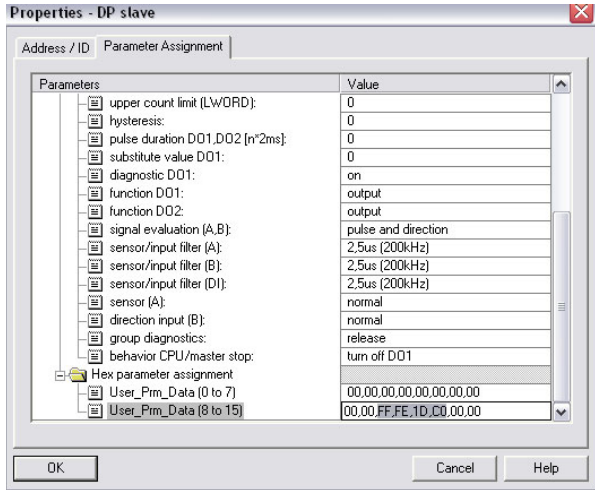 Properties - DP slave
Address / ID Parameter Assignment
Parameters Value
upper count limit (LWORD): 0
hysteresis: 0
pulse duration DO1,DO2 [n*2ms]: 0
substitute value DO1: 0
diagnostic DO1: on
function DO1: output
function DO2: output
signal evaluation (A,B): pulse and direction
sensor/input filter (A): 2,5us (200kHz)
sensor/input filter (B): 2,5us (200kHz)
sensor/input filter (DI): 2,5us (200kHz)
sensor (A): normal
direction input (B): normal
group diagnostics: release
behavior CPU/master stop: turn off DO1
Hex parameter assignment
User_Prm_Data (0 to 7) 00,00,00,00,00,00,00,00
User_Prm_Data (8 to 15) 00,00,FF,FE,1D,C0,00,00
OK Cancel Help